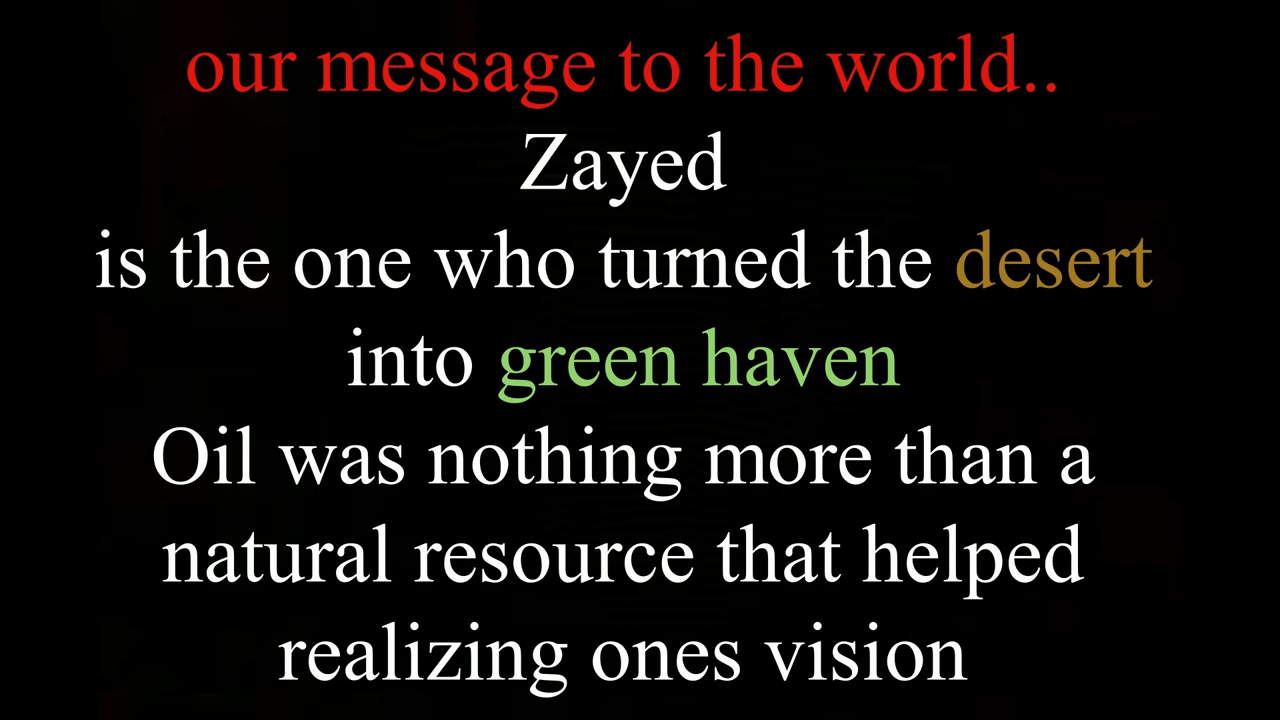 our message to the world..
Zayed
is the one who turned the desert
into green haven
Oil was nothing more than a
natural resource that helped
realizing ones vision